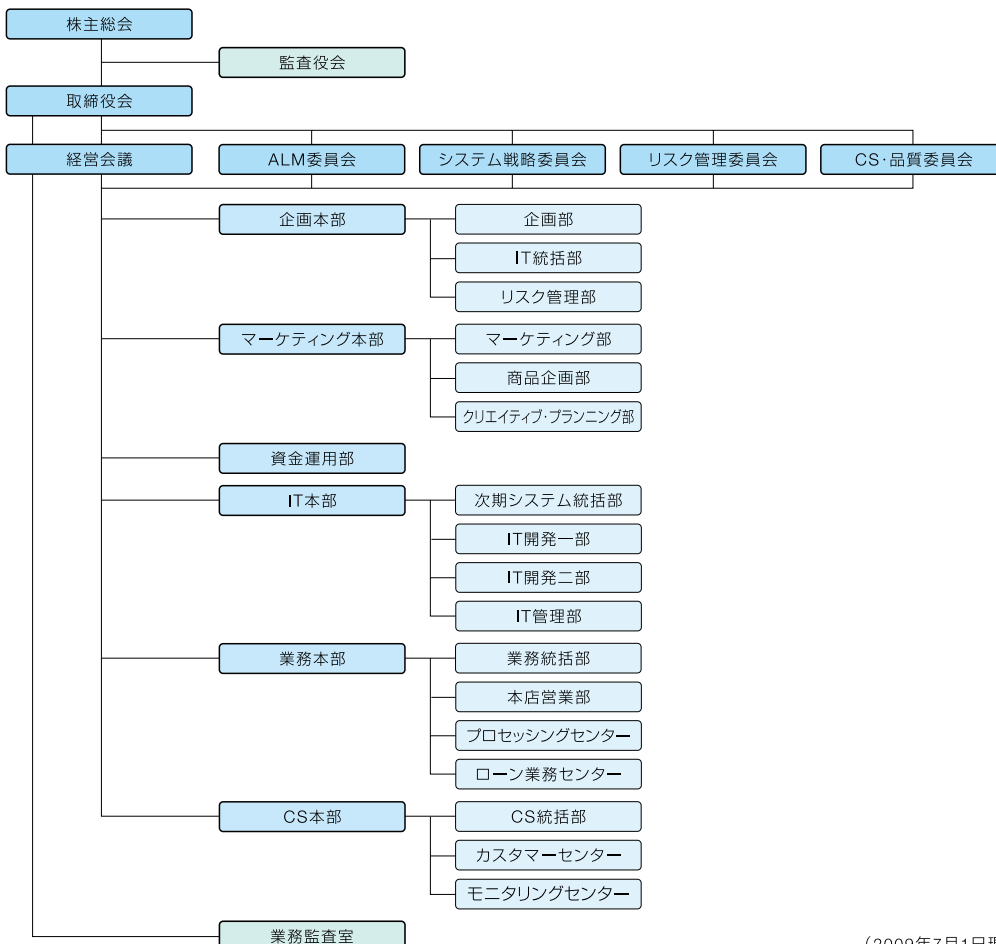 株主総会
監査役会
取締役会
経営会議
ALM委員会
システム戦略委員会
リスク管理委員会
CS・品質委員会
企画本部
企画部
IT統括部
リスク管理部
マーケティング本部
マーケティング部
商品企画部
クリエイティブ・プランニング部
資金運用部
IT本部
次期システム統括部
IT開発一部
IT開発二部
IT管理部
業務本部
業務統括部
本店営業部
プロセッシングセンター
ローン業務センター
CS本部
CS統括部
カスタマーセンター
モニタリングセンター
業務監査室
(2009年7月1日現